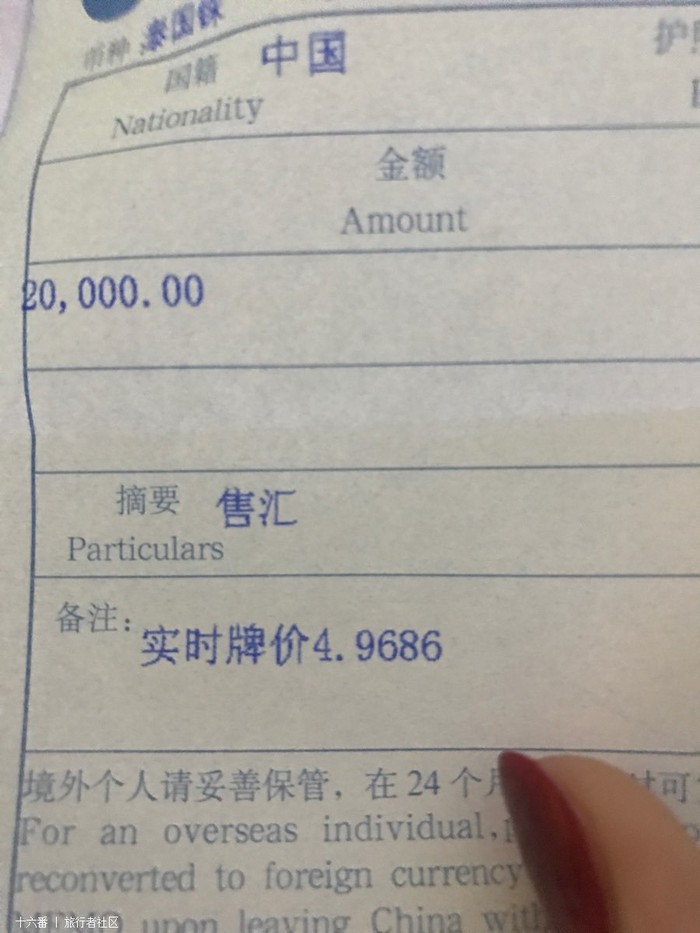 币种:泰国铢
国籍 中国 护
Nationality
金额
Amount
20,000.00
摘要 售汇
Particulars
备注:实时牌价4.9686
境外个人请妥善保管,在24个月
For an overseas individual,
reconverted to foreign currency
upon leaving China
十六番 | 旅行者社区